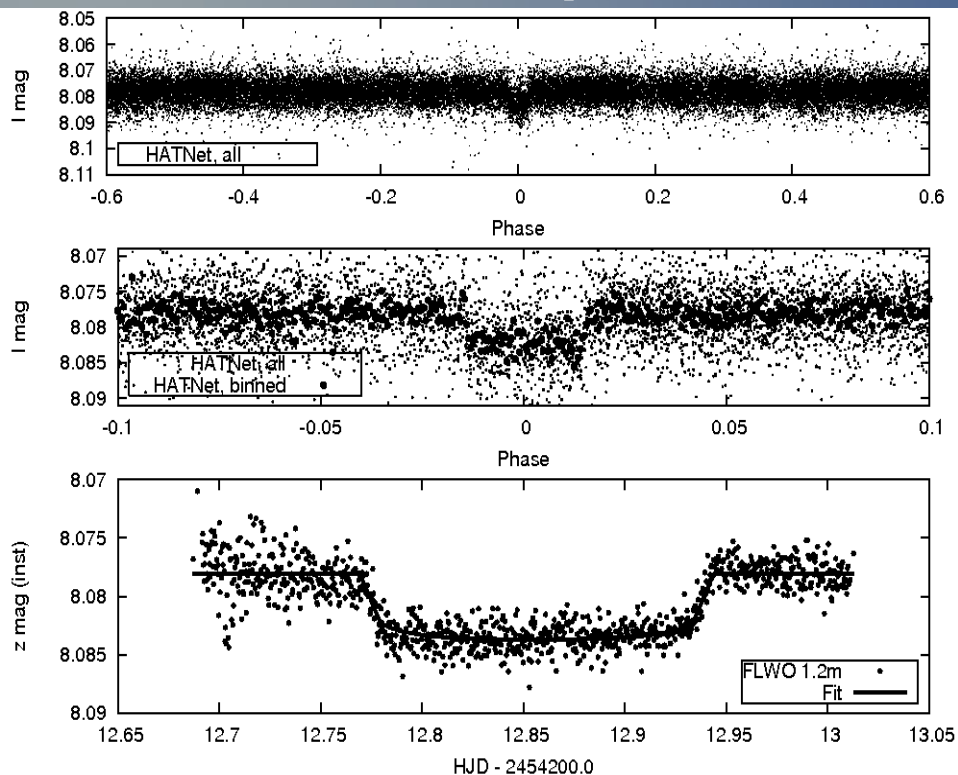 8.05
8.06
8.07
8.08
8.09
8.1
8.11
I mag
HATNet, all
-0.6 -0.4 -0.2 0 0.2 0.4 0.6
Phase
8.07
8.075
8.08
8.085
8.09
I mag
HATNet, all
HATNet, binned
-0.1 -0.05 0 0.05 0.1
Phase
8.07
8.075
8.08
8.085
8.09
z mag (inst)
FLWO 1.2m
Fit
12.65 12.7 12.75 12.8 12.85 12.9 12.95 13 13.05
HJD - 2454200.0